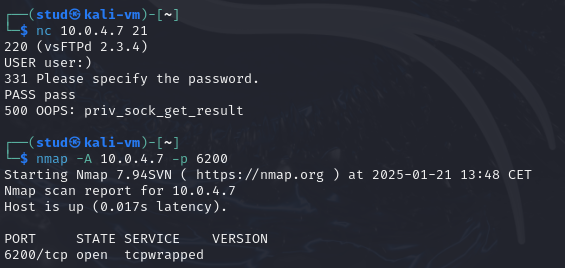 ┌──(stud㉿kali-vm)-[~]
└─$ nc 10.0.4.7 21
220 (vsFTPd 2.3.4)
USER user:)
331 Please specify the password.
PASS pass
500 OOPS: priv_sock_get_result
┌──(stud㉿kali-vm)-[~]
└─$ nmap -A 10.0.4.7 -p 6200
Starting Nmap 7.94SVN ( https://nmap.org ) at 2025-01-21 13:48 CET
Nmap scan report for 10.0.4.7
Host is up (0.017s latency).
PORT     STATE SERVICE    VERSION
6200/tcp open  tcpwrapped